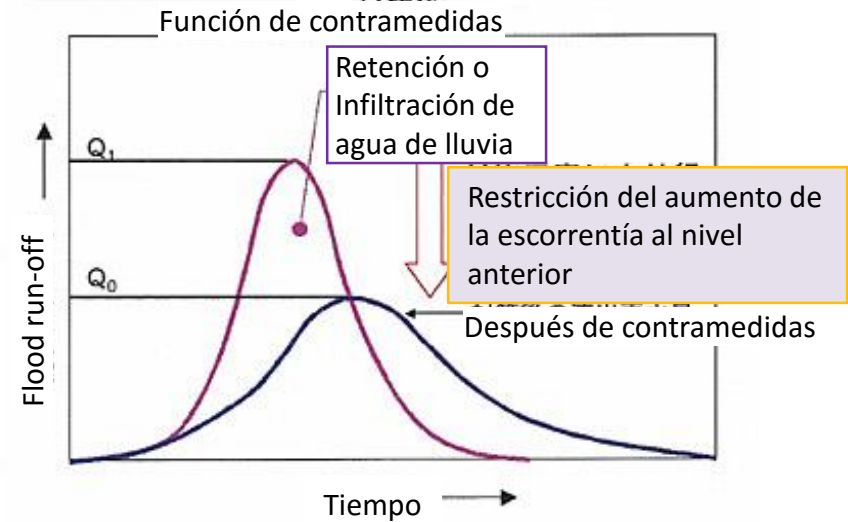 Función de contramedidas
Retención o
Infiltración de
agua de lluvia
Q₁
Restricción del aumento de
la escorrentía al nivel
anterior
Q₀
Después de contramedidas
Flood run-off
Tiempo